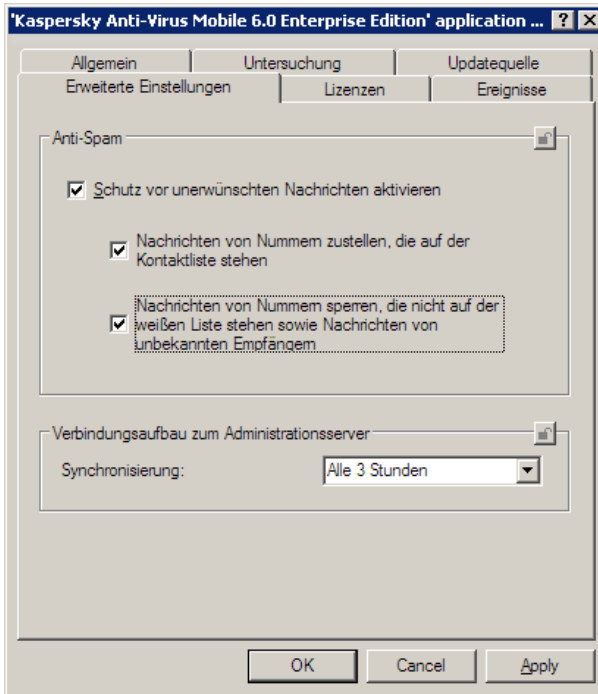 'Kaspersky Anti-Virus Mobile 6.0 Enterprise Edition' application ...
Allgemein
Untersuchung
Updatequelle
Erweiterte Einstellungen
Lizenzen
Ereignisse
Anti-Spam
Schutz vor unerwünschten Nachrichten aktivieren
Nachrichten von Nummern zustellen, die auf der
Kontaktliste stehen
Nachrichten von Nummern sperren, die nicht auf der
weißen Liste stehen sowie Nachrichten von
unbekannten Empfängern
Verbindungsaufbau zum Administrationsserver
Synchronisierung:
Alle 3 Stunden
OK
Cancel
Apply